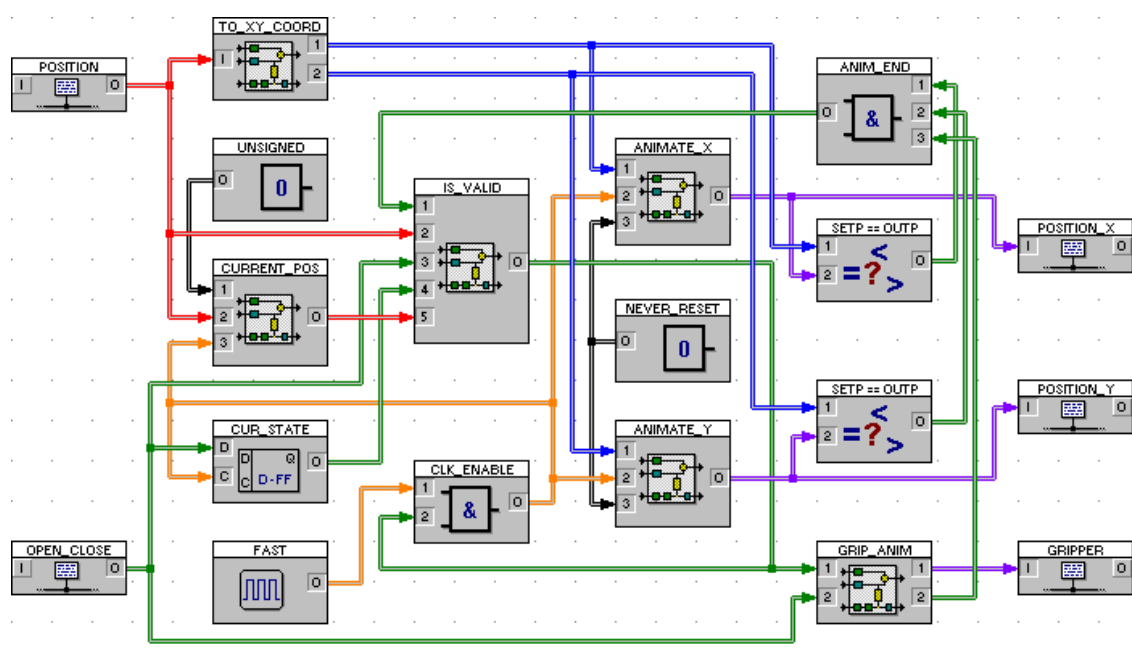 TO_XY_COORD
I
1
2
POSITION
I
O
ANIM_END
O
&
1
2
3
UNSIGNED
O
0
IS_VALID
1
2
3
4
5
O
ANIMATE_X
1
2
3
O
SETP == OUTP
1
2
< =? >
O
POSITION_X
I
O
CURRENT_POS
1
2
3
O
NEVER_RESET
O
0
CUR_STATE
D
C
D
C
Q
D-FF
O
CLK_ENABLE
1
2
&
O
ANIMATE_Y
1
2
3
O
SETP == OUTP
1
2
< =? >
O
POSITION_Y
I
O
OPEN_CLOSE
I
O
FAST
O
GRIP_ANIM
1
2
1
2
GRIPPER
I
O